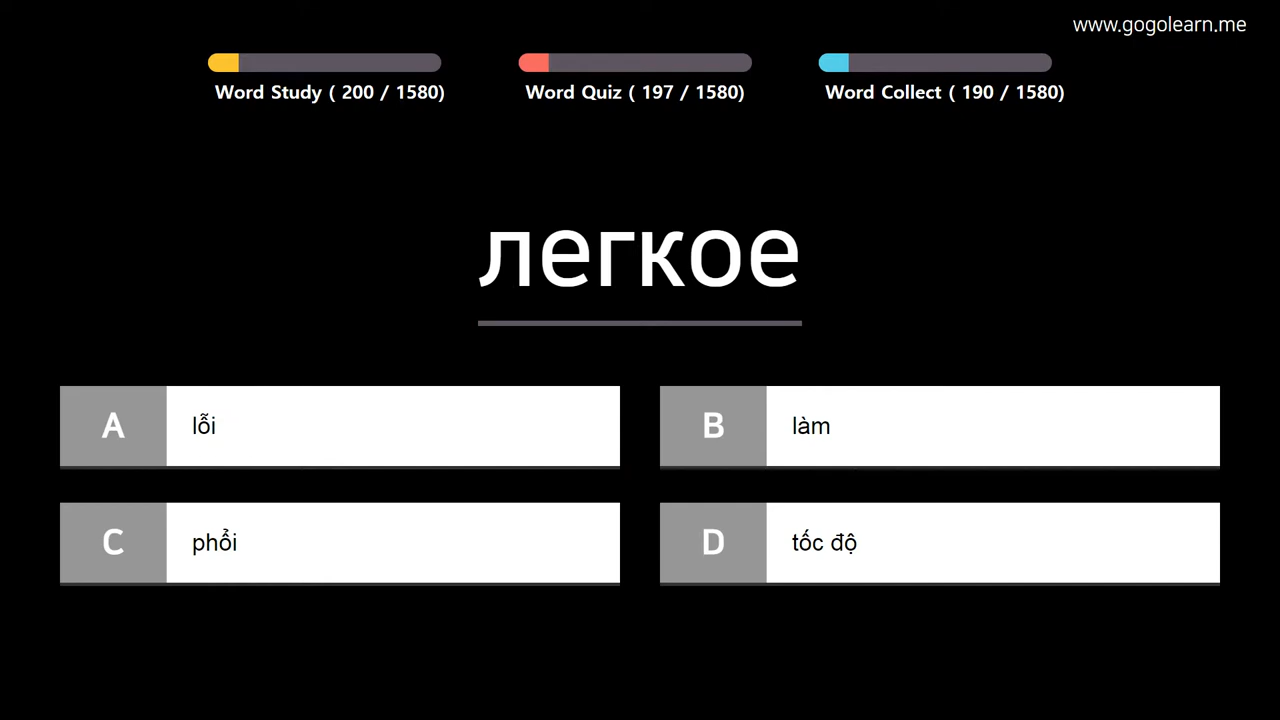 www.gogolearn.me
Word Study ( 200 / 1580)
Word Quiz ( 197 / 1580)
Word Collect ( 190 / 1580)
легкое
A lỗi
B làm
C phổi
D tốc độ